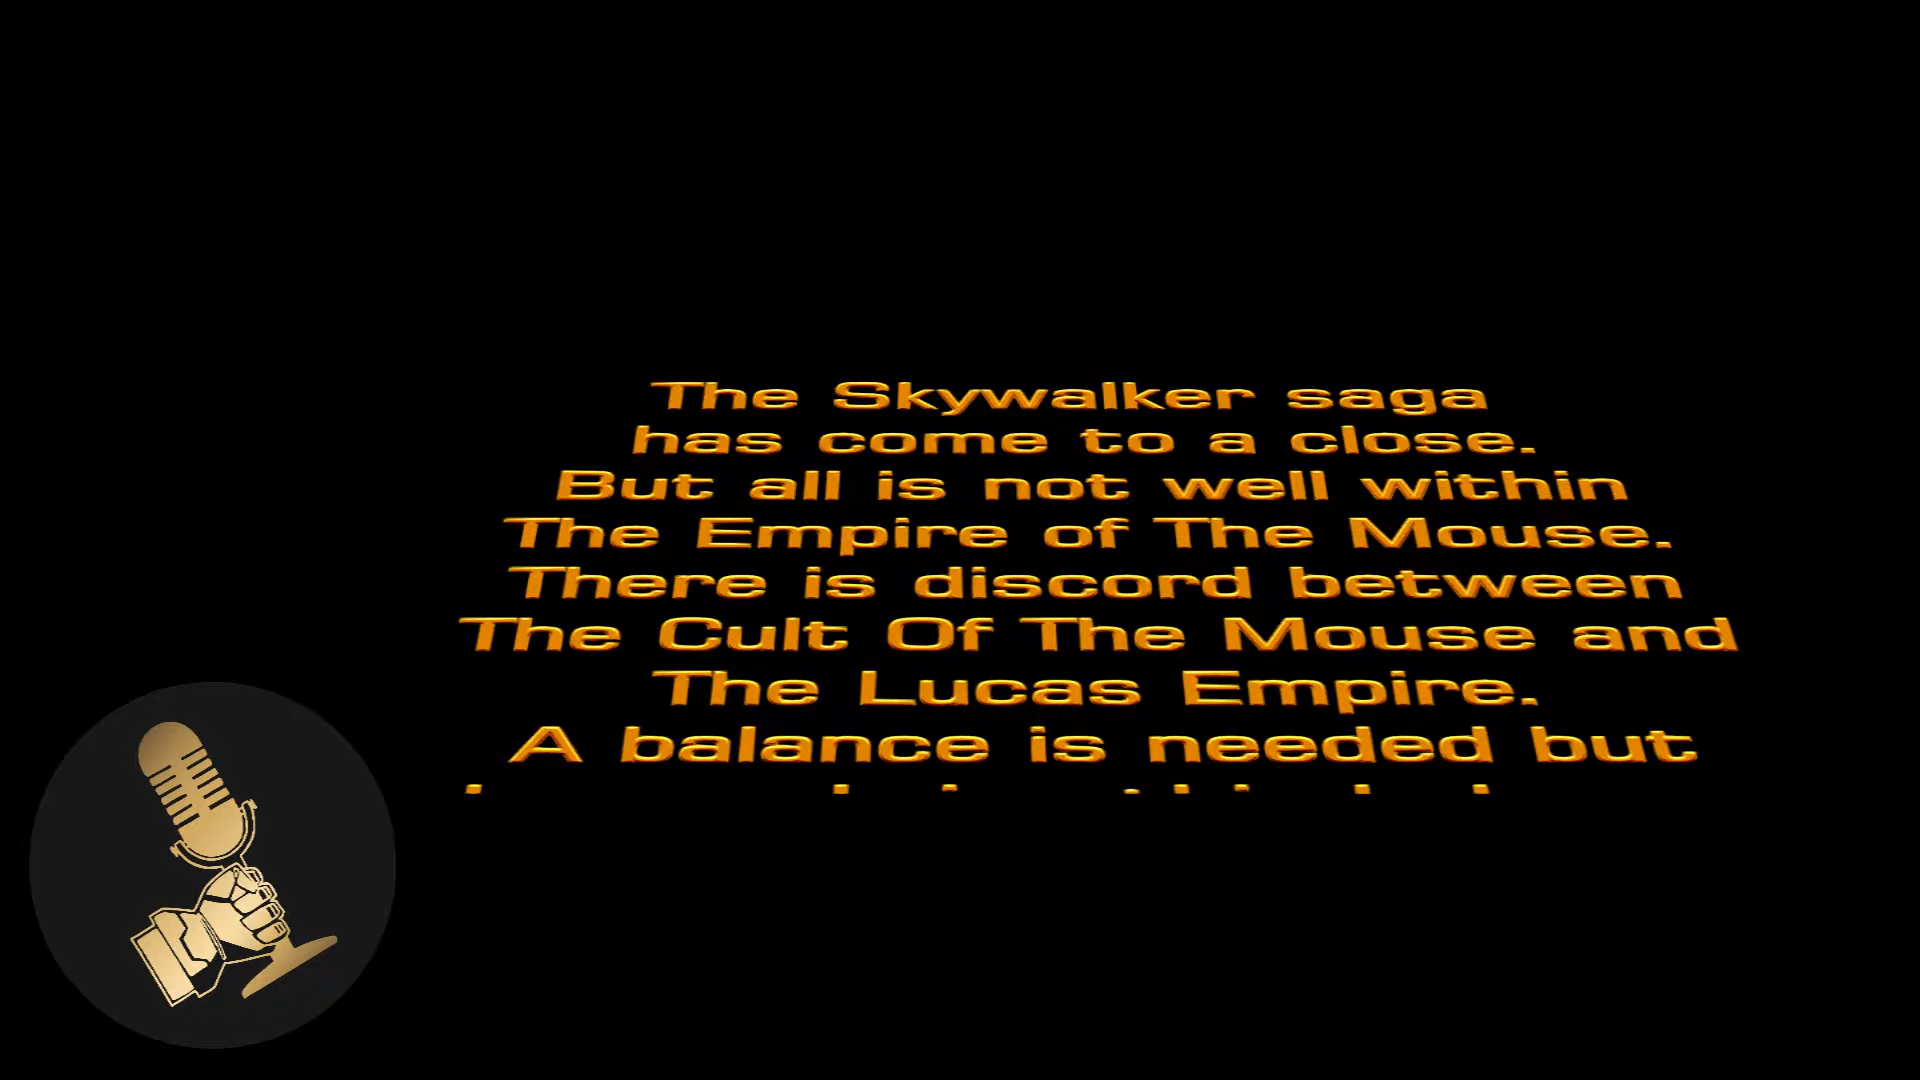 The Skywalker saga
has come to a close.
But all is not well within
The Empire of The Mouse.
There is discord between
The Cult Of The Mouse and
The Lucas Empire.
A balance is needed but